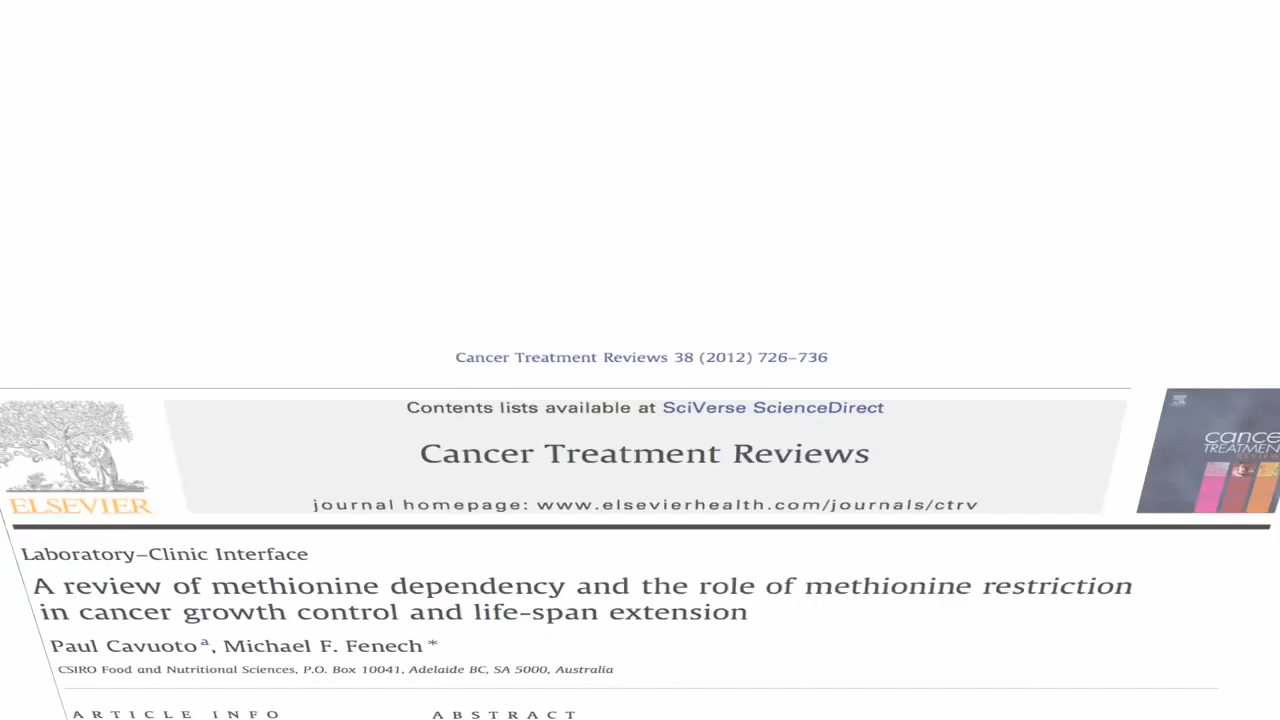 Cancer Treatment Reviews 38 (2012) 726–736
Contents lists available at SciVerse ScienceDirect
Cancer Treatment Reviews
journal homepage: www.elsevierhealth.com/journals/ctrv
ELSEVIER
cance
TREATMEN
Laboratory–Clinic Interface
A review of methionine dependency and the role of methionine restriction
in cancer growth control and life-span extension
Paul Cavuoto a, Michael F. Fenech *
CSIRO Food and Nutritional Sciences, P.O. Box 10041, Adelaide BC, SA 5000, Australia
ARTICLE INFO
ABSTRACT